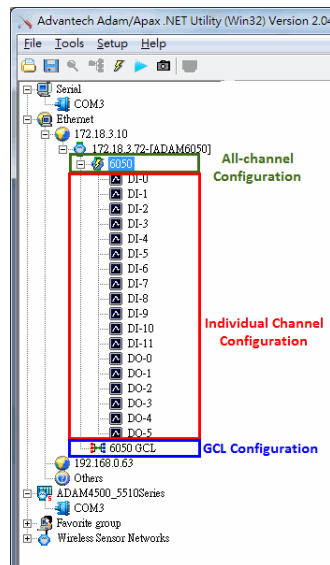 Advantech Adam/Apax .NET Utility (Win32) Version 2.04
File Tools Setup Help
Serial
COM3
Ethernet
172.18.3.10
172.18.3.72-[ADAM6050]
6050
All-channel
Configuration
DI-0
DI-1
DI-2
DI-3
DI-4
DI-5
DI-6
DI-7
DI-8
DI-9
DI-10
DI-11
DO-0
DO-1
DO-2
DO-3
DO-4
DO-5
Individual Channel
Configuration
6050 GCL
GCL Configuration
192.168.0.63
Others
ADAM4500_5510Series
COM3
Favorite group
Wireless Sensor Networks